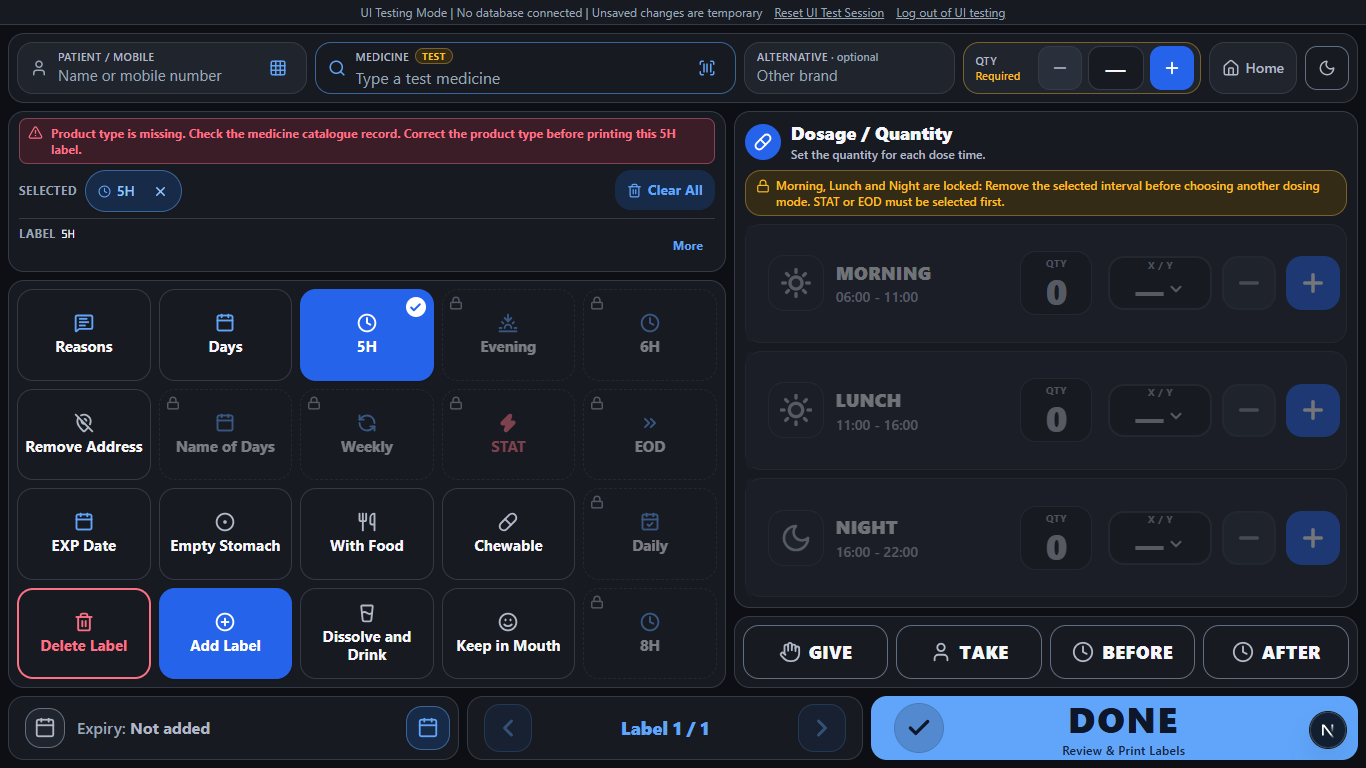 UI Testing Mode | No database connected | Unsaved changes are temporary Reset UI Test Session Log out of UI testing
PATIENT / MOBILE
Name or mobile number
MEDICINE TEST
Type a test medicine
ALTERNATIVE · optional
Other brand
QTY
Required
Home
Product type is missing. Check the medicine catalogue record. Correct the product type before printing this 5H
label.
SELECTED 5H Clear All
LABEL 5H
More
Reasons Days 5H Evening 6H
Remove Address Name of Days Weekly STAT EOD
EXP Date Empty Stomach With Food Chewable Daily
Delete Label Add Label Dissolve and
Drink Keep in Mouth 8H
Dosage / Quantity
Set the quantity for each dose time.
Morning, Lunch and Night are locked: Remove the selected interval before choosing another dosing
mode. STAT or EOD must be selected first.
MORNING
06:00 - 11:00
QTY
0
X / Y
LUNCH
11:00 - 16:00
QTY
0
X / Y
NIGHT
16:00 - 22:00
QTY
0
X / Y
GIVE TAKE BEFORE AFTER
Expiry: Not added
Label 1 / 1
DONE
Review & Print Labels
N